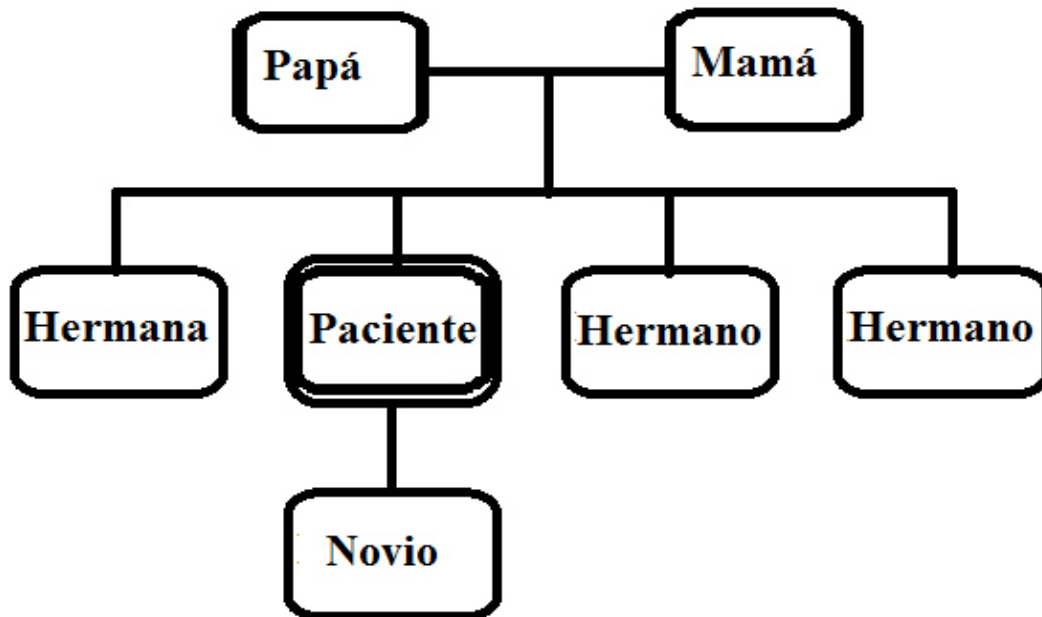 Papá
Mamá
Hermana
Paciente
Hermano
Hermano
Novio